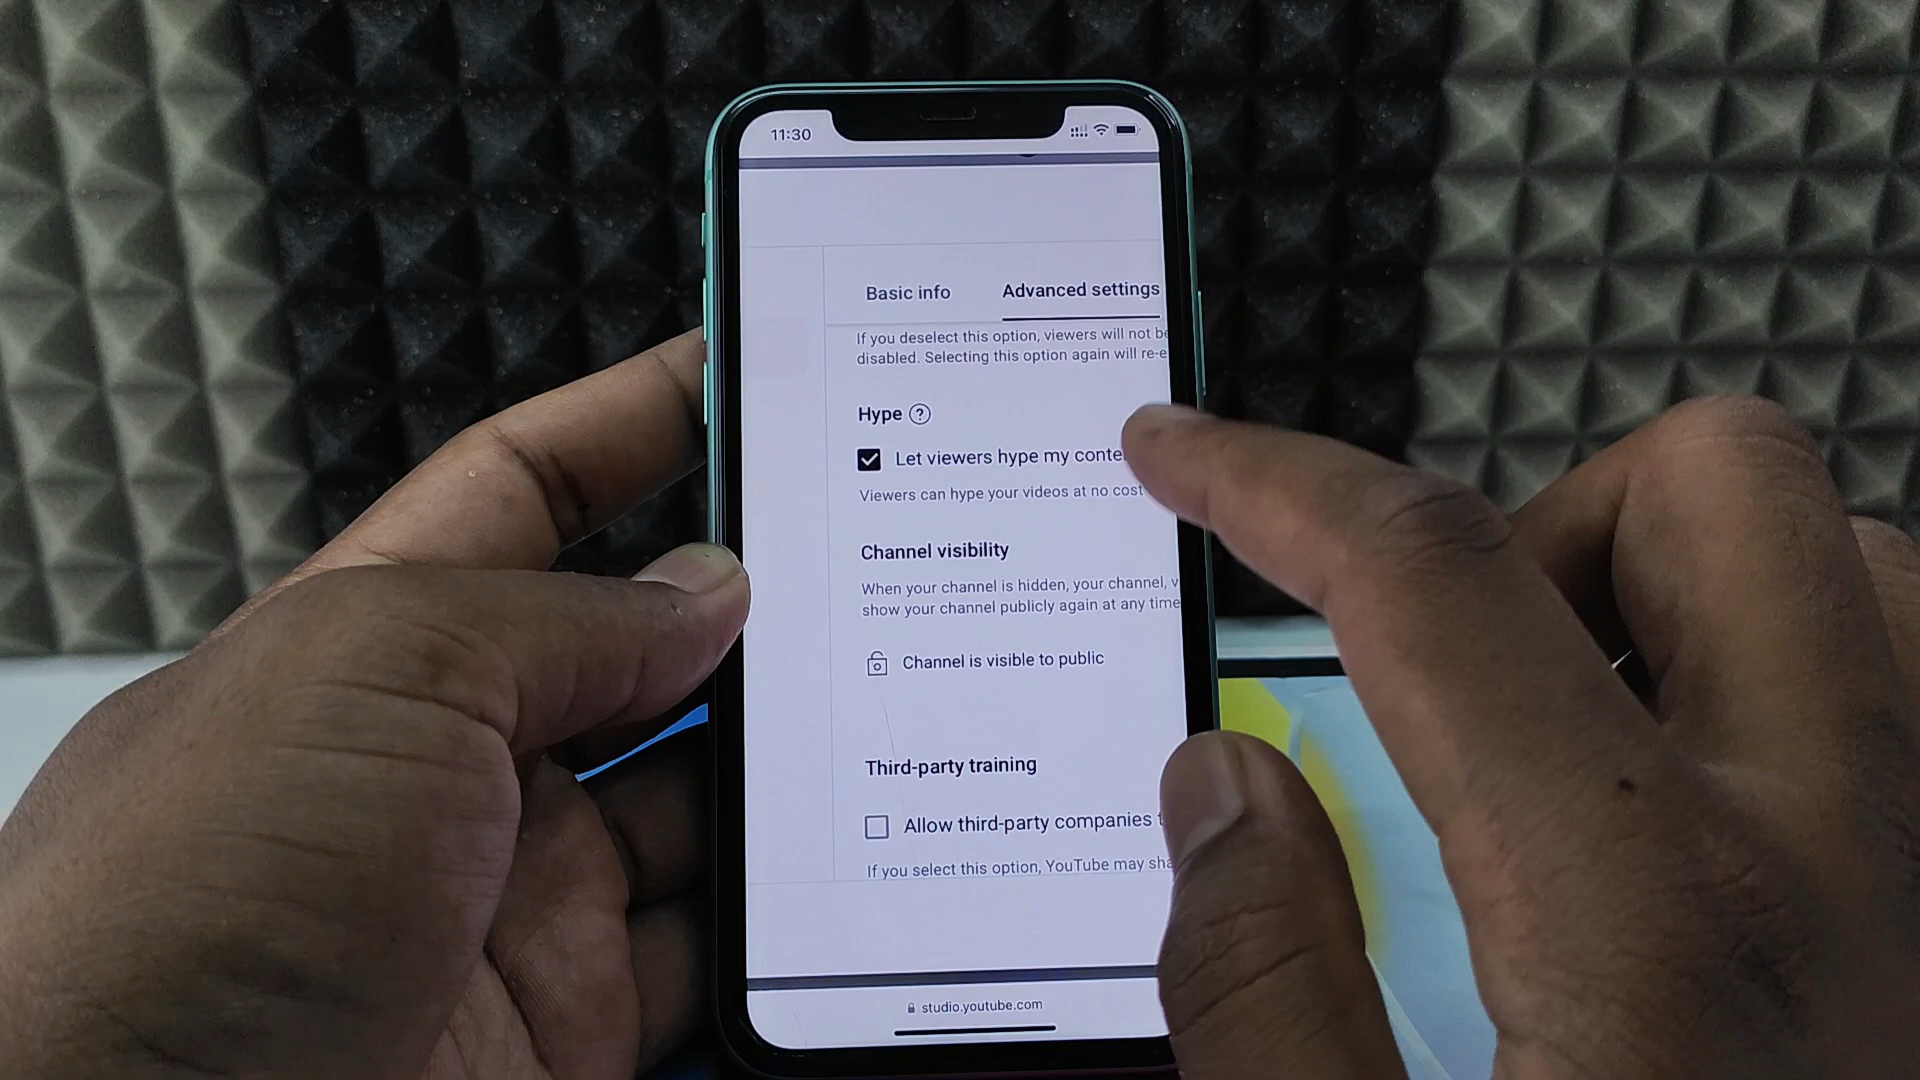 11:30
Basic info
Advanced settings
If you deselect this option, viewers will not be
disabled. Selecting this option again will re-e
Hype ?
Let viewers hype my conte
Viewers can hype your videos at no cost
Channel visibility
When your channel is hidden, your channel, v
show your channel publicly again at any time
Channel is visible to public
Third-party training
Allow third-party companies t
If you select this option, YouTube may sha
studio.youtube.com